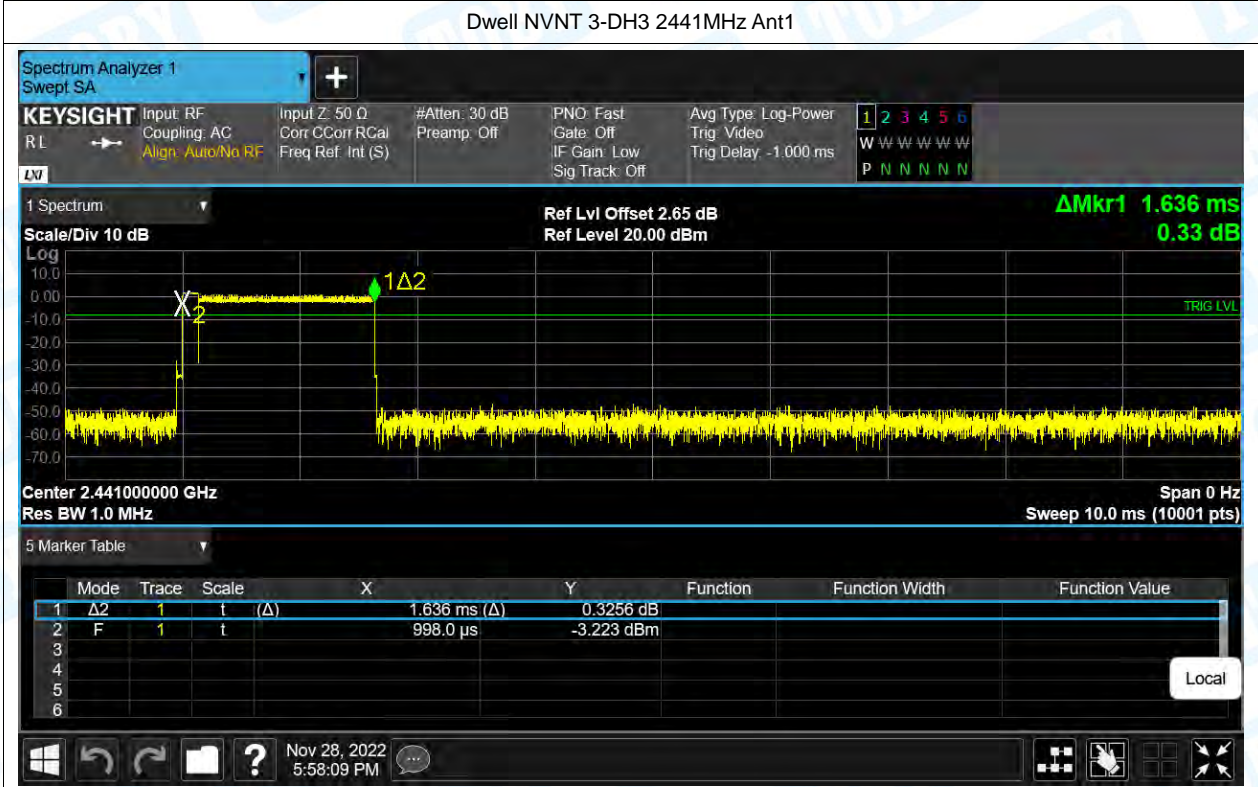 Dwell NVNT 3-DH3 2441MHz Ant1
Spectrum Analyzer 1
Swept SA
+
KEYSIGHT Input: RF Input Z: 50 Ω #Atten: 30 dB PNO: Fast Avg Type: Log-Power 1 2 3 4 5 6
RL Coupling: AC Corr CCorr RCal Preamp: Off Gate: Off Trig: Video W W W W W W
Align: Auto/No RF Freq Ref: Int (S) IF Gain: Low Trig Delay: -1.000 ms
LXI Sig Track: Off P N N N N N
1 Spectrum
Ref Lvl Offset 2.65 dB ΔMkr1 1.636 ms
Scale/Div 10 dB Ref Level 20.00 dBm 0.33 dB
Log
10.0
1Δ2
0.00
X
2
TRIG LVL
-10.0
-20.0
-30.0
-40.0
-50.0
-60.0
-70.0
Center 2.441000000 GHz Span 0 Hz
Res BW 1.0 MHz Sweep 10.0 ms (10001 pts)
5 Marker Table
Mode Trace Scale X Y Function Function Width Function Value
1 Δ2 1 t (Δ) 1.636 ms (Δ) 0.3256 dB
2 F 1 t 998.0 µs -3.223 dBm
3
4
5
6
Local
?
Nov 28, 2022
5:58:09 PM